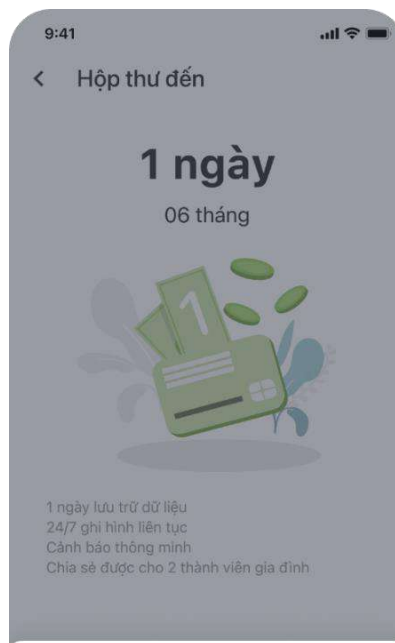 9:41
Hộp thư đến
1 ngày
06 tháng
1
1 ngày lưu trữ dữ liệu
24/7 ghi hình liên tục
Cảnh báo thông minh
Chia sẻ được cho 2 thành viên gia đình